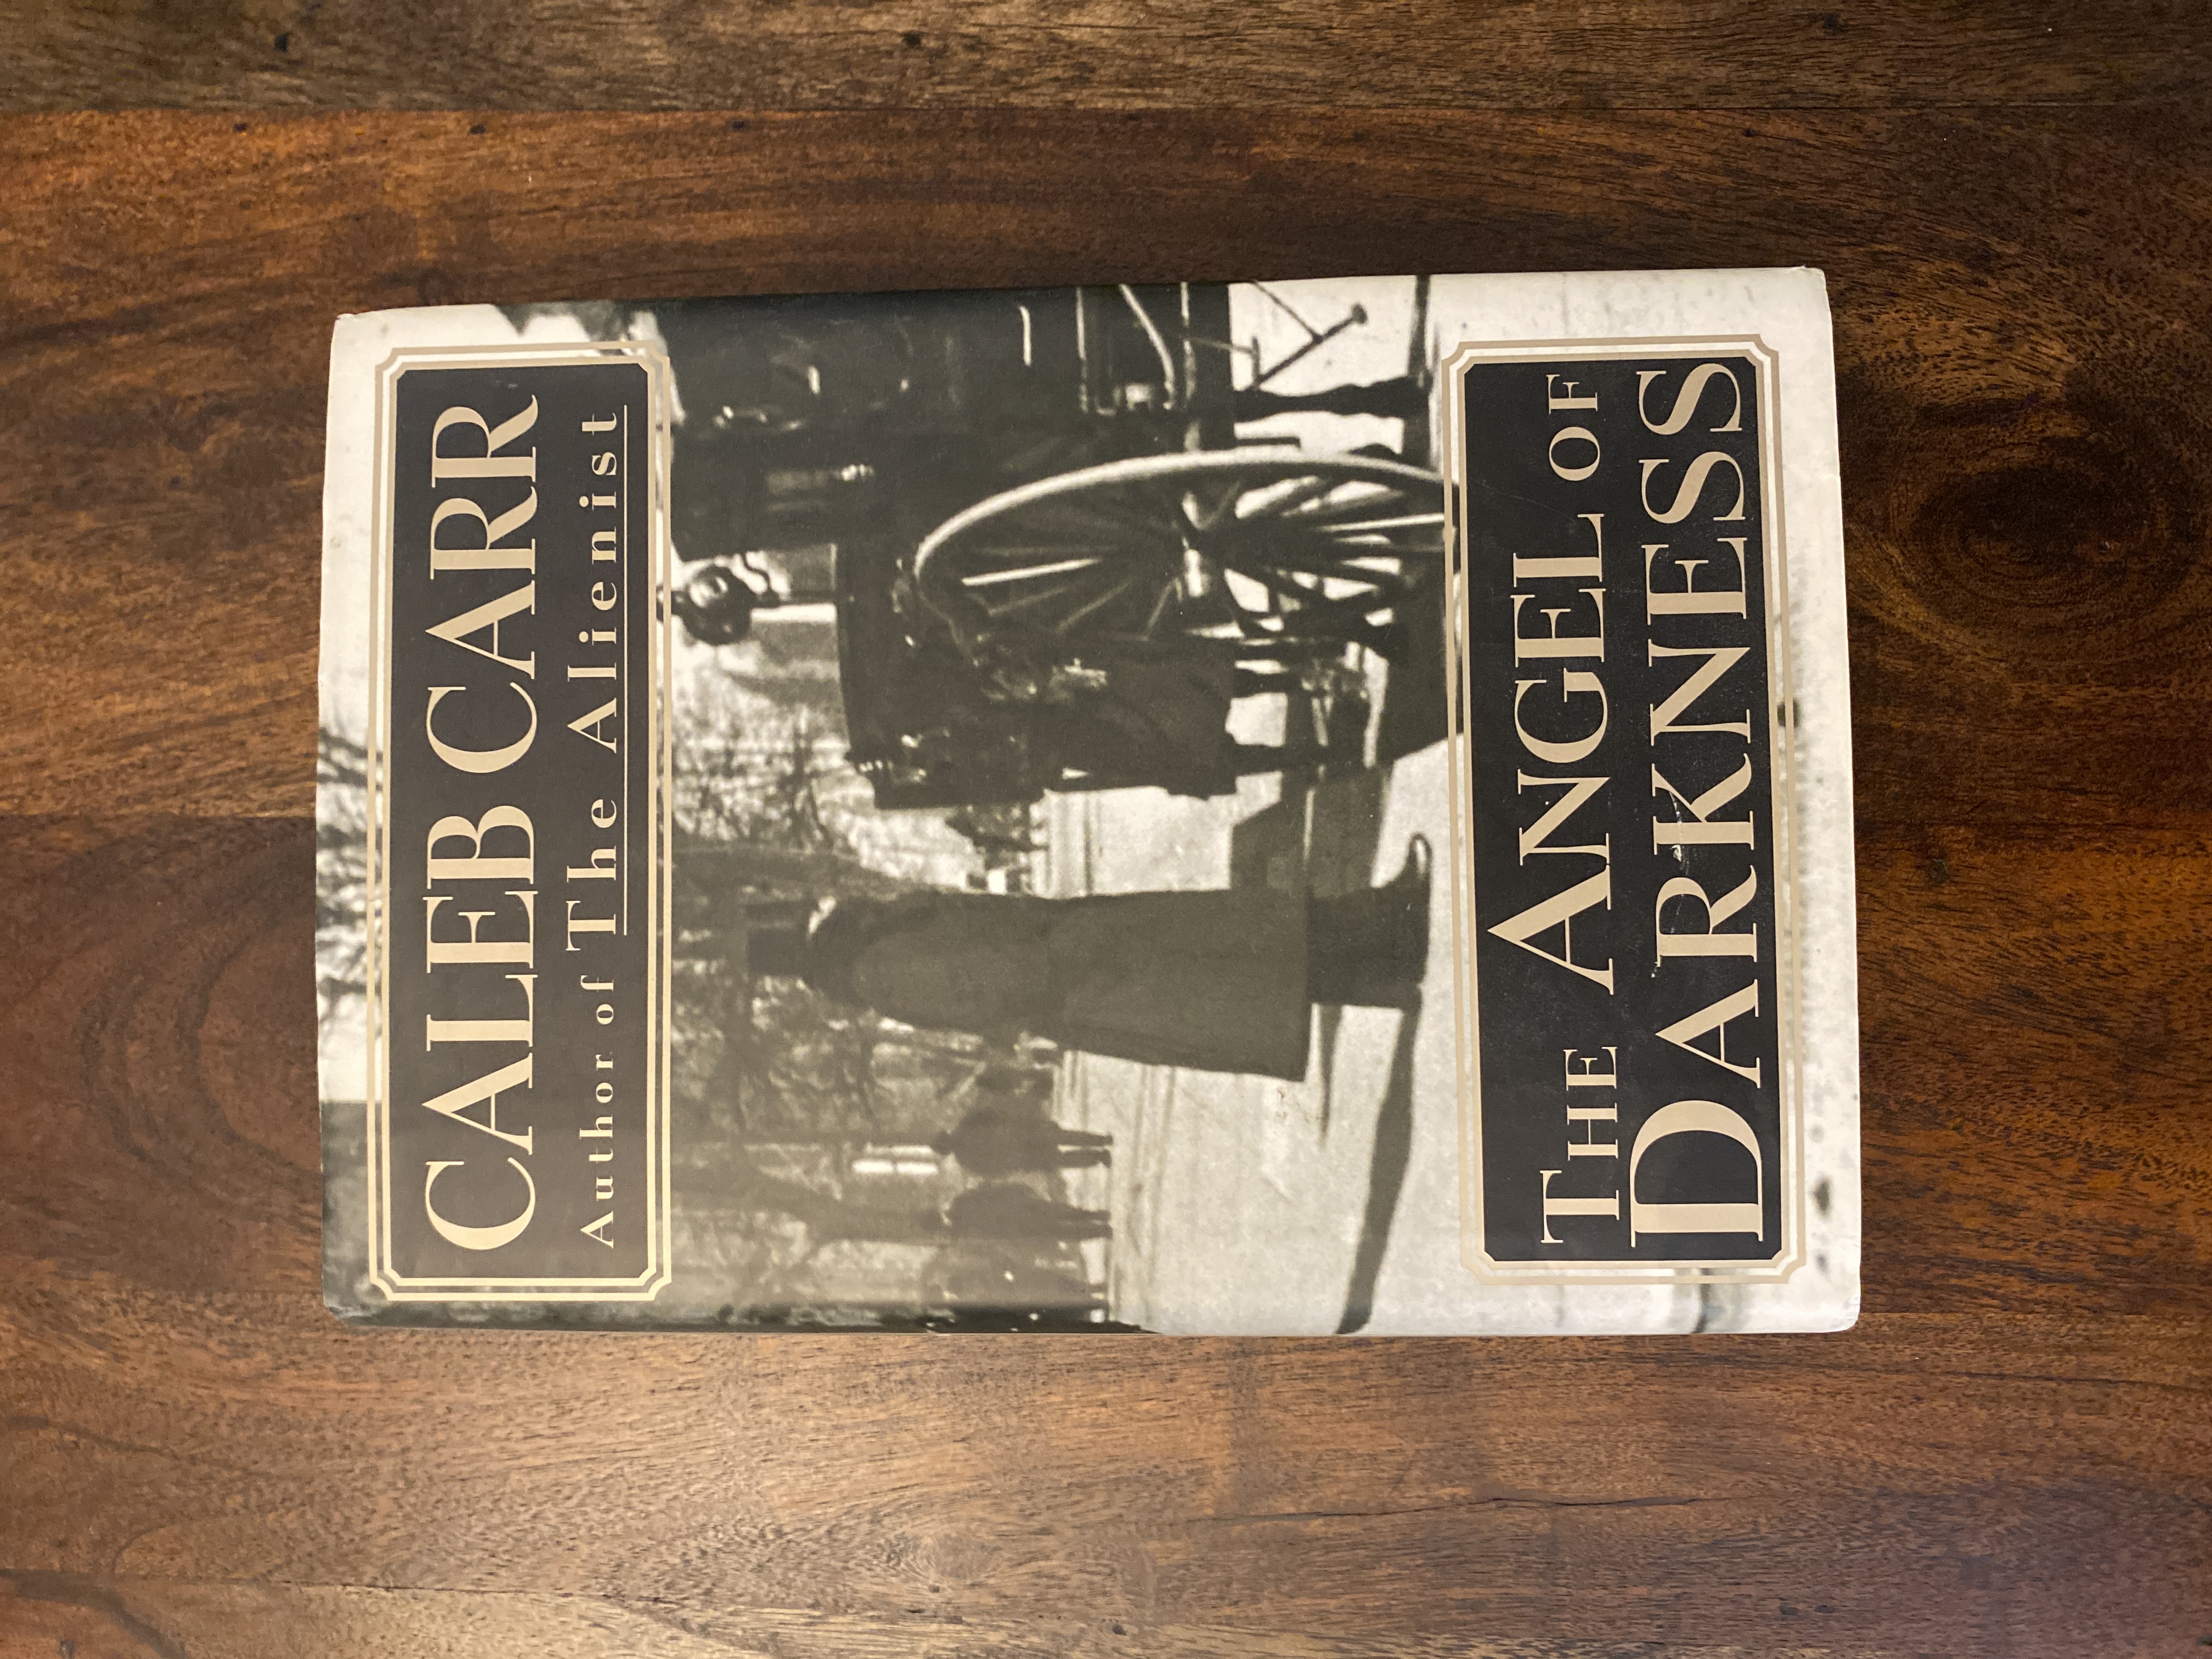 CALEB CARR
Author of The Alienist
THE ANGEL OF
DARKNESS